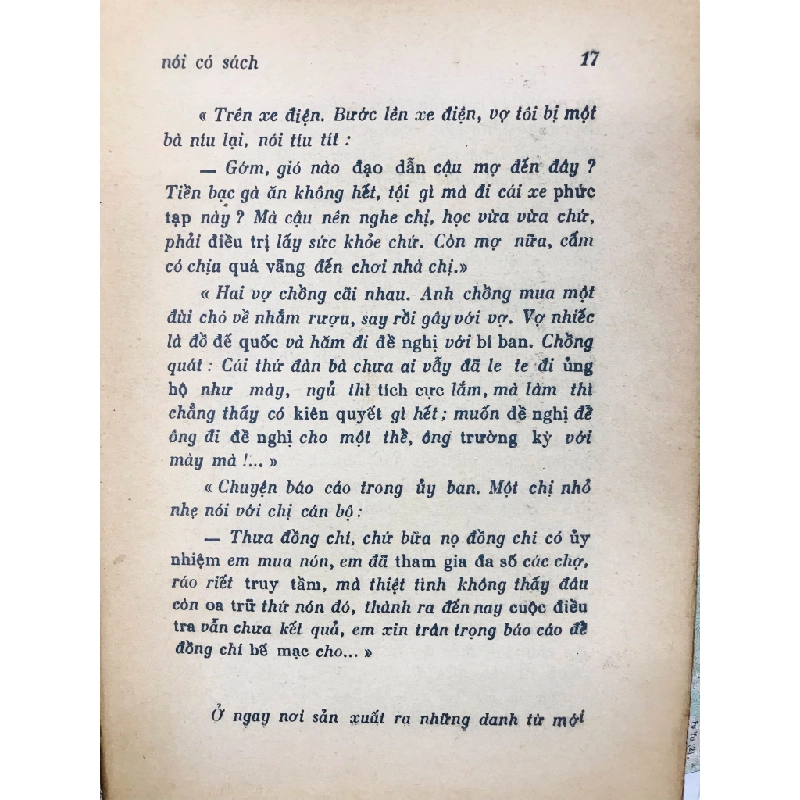 nói có sách 17
« Trên xe điện. Bước lên xe điện, vợ tôi bị một
bà níu lại, nói tíu tít :
— Gớm, gió nào đạo dẫn cậu mợ đến đây ?
Tiền bạc gà ăn không hết, tội gì mà đi cái xe phức
tạp này ? Mà cậu nên nghe chị, học vừa vừa chứ,
phải điều trị lấy sức khỏe chứ. Còn mợ nữa, cấm
có chịu quá vãng đến chơi nhà chị.»
« Hai vợ chồng cãi nhau. Anh chồng mua một
đùi chó về nhắm rượu, say rồi gây với vợ. Vợ nhiếc
là đồ đế quốc và hăm đi đề nghị với bí ban. Chồng
quát : Cái thứ đàn bà chưa ai vẫy đã le te đi ủng
hộ như mày, ngủ thì tích cực lắm, mà làm thì
chẳng thấy có kiên quyết gì hết ; muốn đề nghị đề
ông đi đề nghị cho một thề, ông trường kỳ với
mày mà !... »
« Chuyện báo cáo trong ủy ban. Một chị nhỏ
nhẹ nói với chị cán bộ :
— Thưa đồng chí, chứ bữa nọ đồng chí có ủy
nhiệm em mua nón, em đã tham gia đa số các chợ,
ráo riết truy tầm, mà thiệt tình không thấy đâu
còn oa trữ thứ nón đó, thành ra đến nay cuộc điều
tra vẫn chưa kết quả, em xin trân trọng báo cáo đề
đồng chí bế mạc cho... »
Ở ngay nơi sản xuất ra những danh từ mới